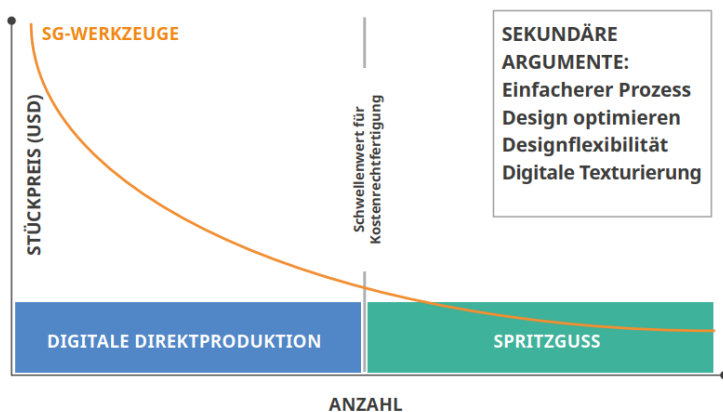 SG-WERKZEUGE
STÜCKPREIS (USD)
Schwellenwert für
Kostenrechtfertigung
SEKUNDÄRE
ARGUMENTE:
Einfacherer Prozess
Design optimieren
Designflexibilität
Digitale Texturierung
DIGITALE DIREKTPRODUKTION
SPRITZGUSS
ANZAHL